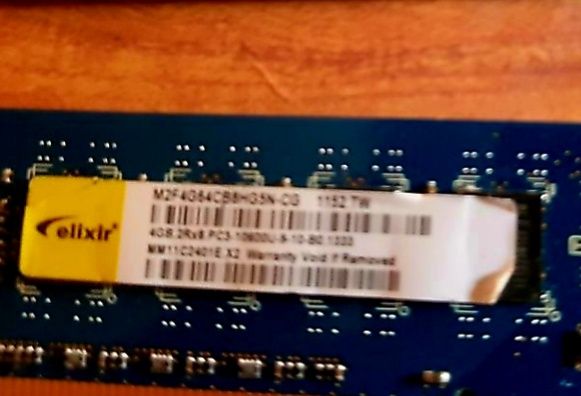 elixir
M2F4G64CB8HG5N-CG 1152.TW
4GB 2Rx8 PC3-10600U-9-10-B0.1333
MM11C2401E X2 Warranty Void If Removed